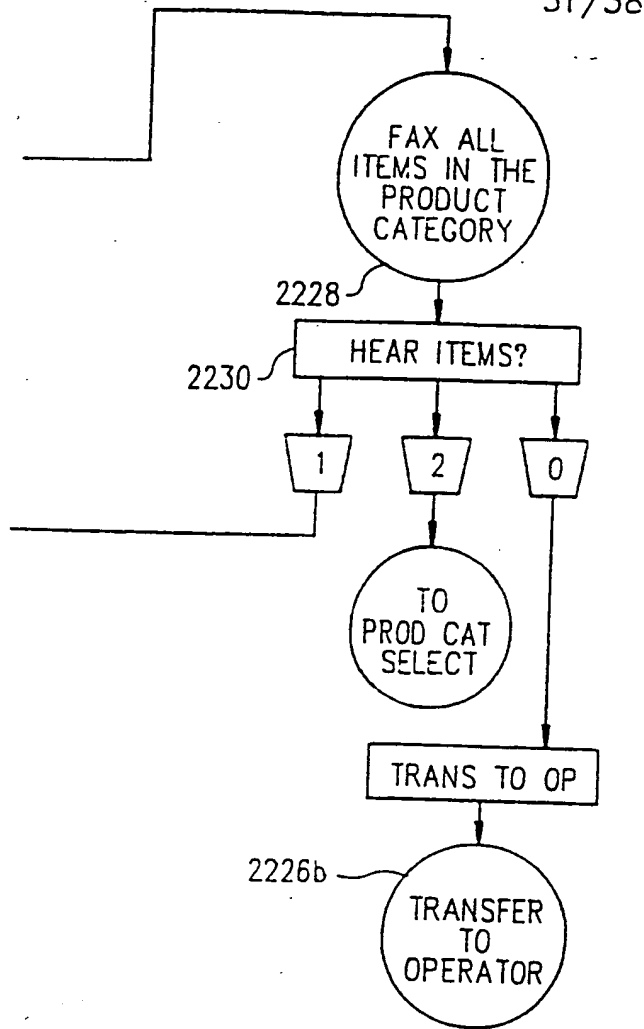 FAX ALL
ITEMS IN THE
PRODUCT
CATEGORY
2228
HEAR ITEMS?
2230
1
2
0
TO
PROD CAT
SELECT
TRANS TO OP
2226b
TRANSFER
TO
OPERATOR